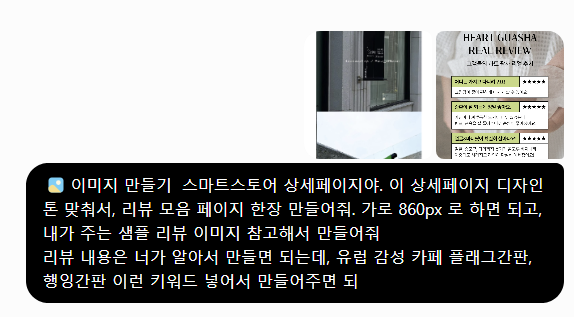 HEART GUASHA
REAL REVIEW
★★★★★
★★★★★
★★★★★
이미지 만들기 스마트스토어 상세페이지야. 이 상세페이지 디자인
톤 맞춰서, 리뷰 모음 페이지 한장 만들어줘. 가로 860px 로 하면 되고,
내가 주는 샘플 리뷰 이미지 참고해서 만들어줘
리뷰 내용은 너가 알아서 만들면 되는데, 유럽 감성 카페 플래그간판,
행잉간판 이런 키워드 넣어서 만들어주면 되